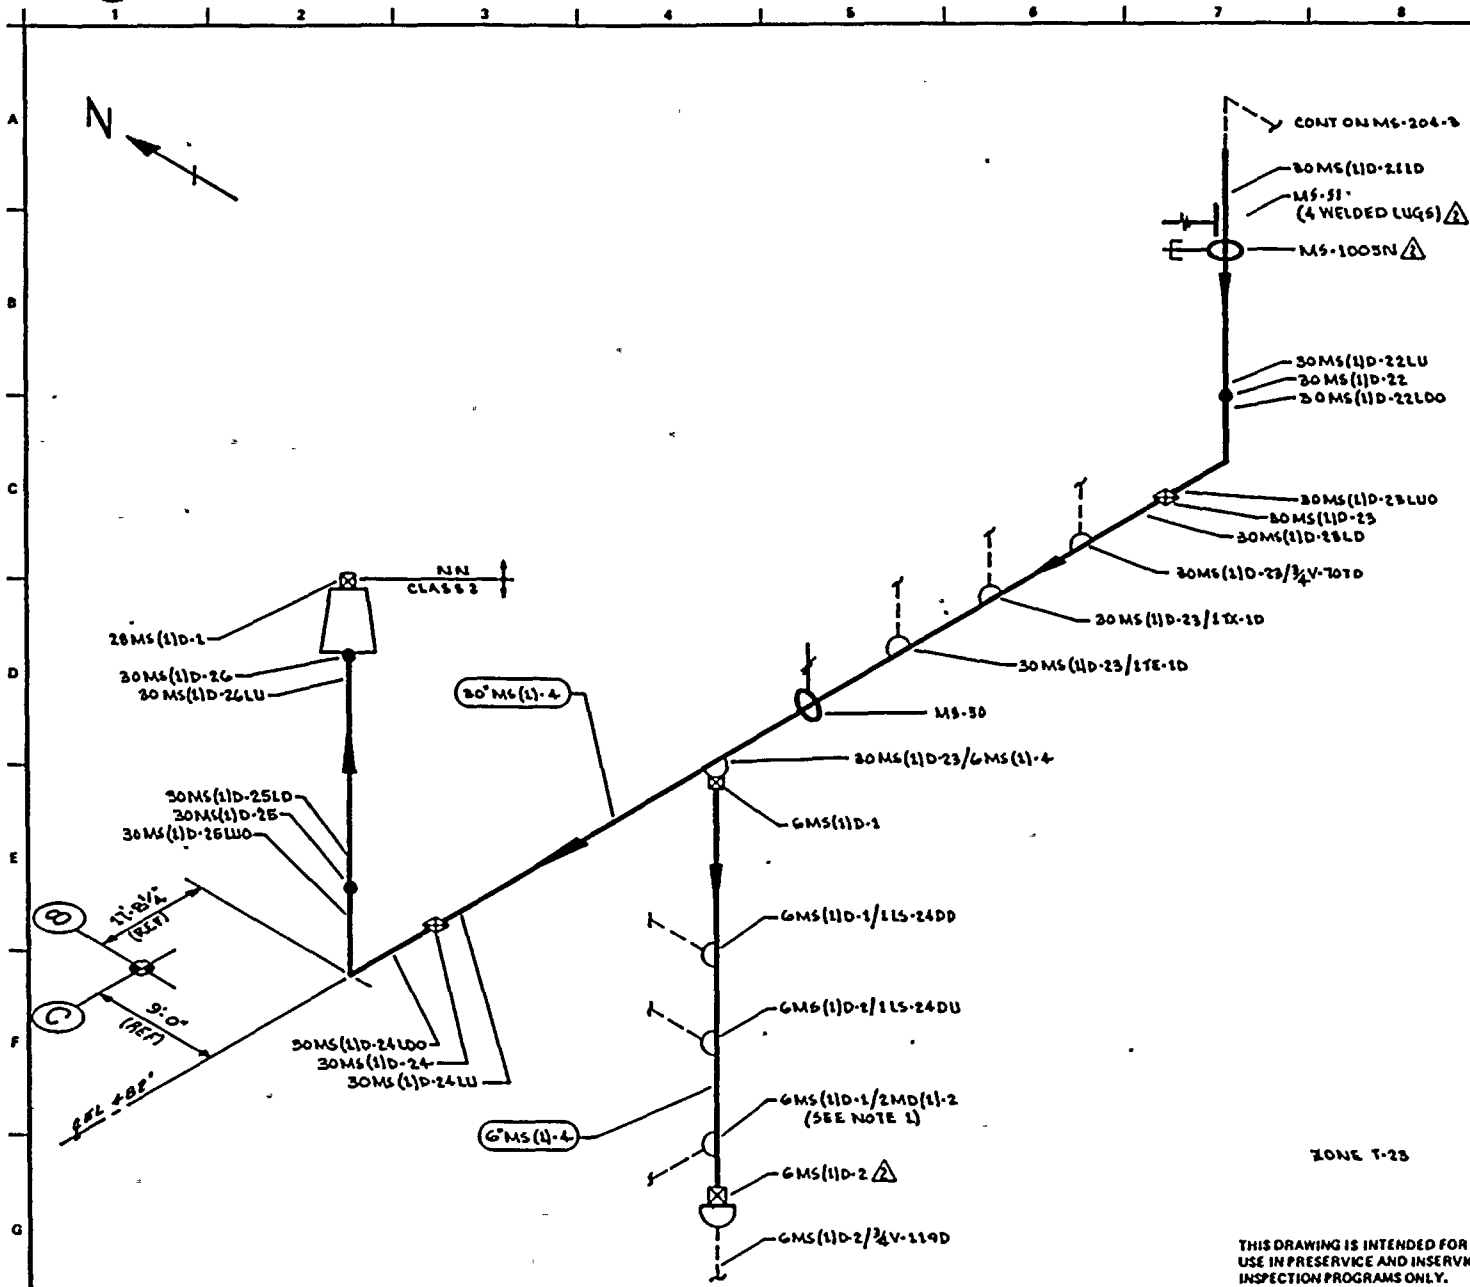 1 2 3 4 5 6 7 8
A
B
C
D
E
F
G
N
CONT ON MS-204-3
30MS(1)D-21LD
MS-51
(4 WELDED LUGS) 2
MS-1005N 2
30MS(1)D-22LU
30MS(1)D-22
30MS(1)D-22LDO
30MS(1)D-23LUO
30MS(1)D-23
30MS(1)D-23LD
30MS(1)D-23/3/4V-707D
30MS(1)D-23/1TX-1D
30MS(1)D-23/1TE-1D
MS-50
30MS(1)D-23/6MS(1)-4
NN
CLASS 2
28MS(1)D-1
30MS(1)D-26
30MS(1)D-26LU
30"MS(1)-4
30MS(1)D-25LD
30MS(1)D-25
30MS(1)D-25LUO
6MS(1)D-1
B
17'-8 1/4"
(REF)
C
9'-0"
(REF)
6MS(1)D-1/1LS-24DD
6MS(1)D-1/1LS-24DU
30MS(1)D-24LDO
30MS(1)D-24
30MS(1)D-24LU
6MS(1)D-1/2MD(1)-2
(SEE NOTE 1)
6"MS(1)-4
6MS(1)D-2 2
6MS(1)D-2/3/4V-119D
ZONE T-23
THIS DRAWING IS INTENDED FOR
USE IN PRESERVICE AND INSERVIC
INSPECTION PROGRAMS ONLY.